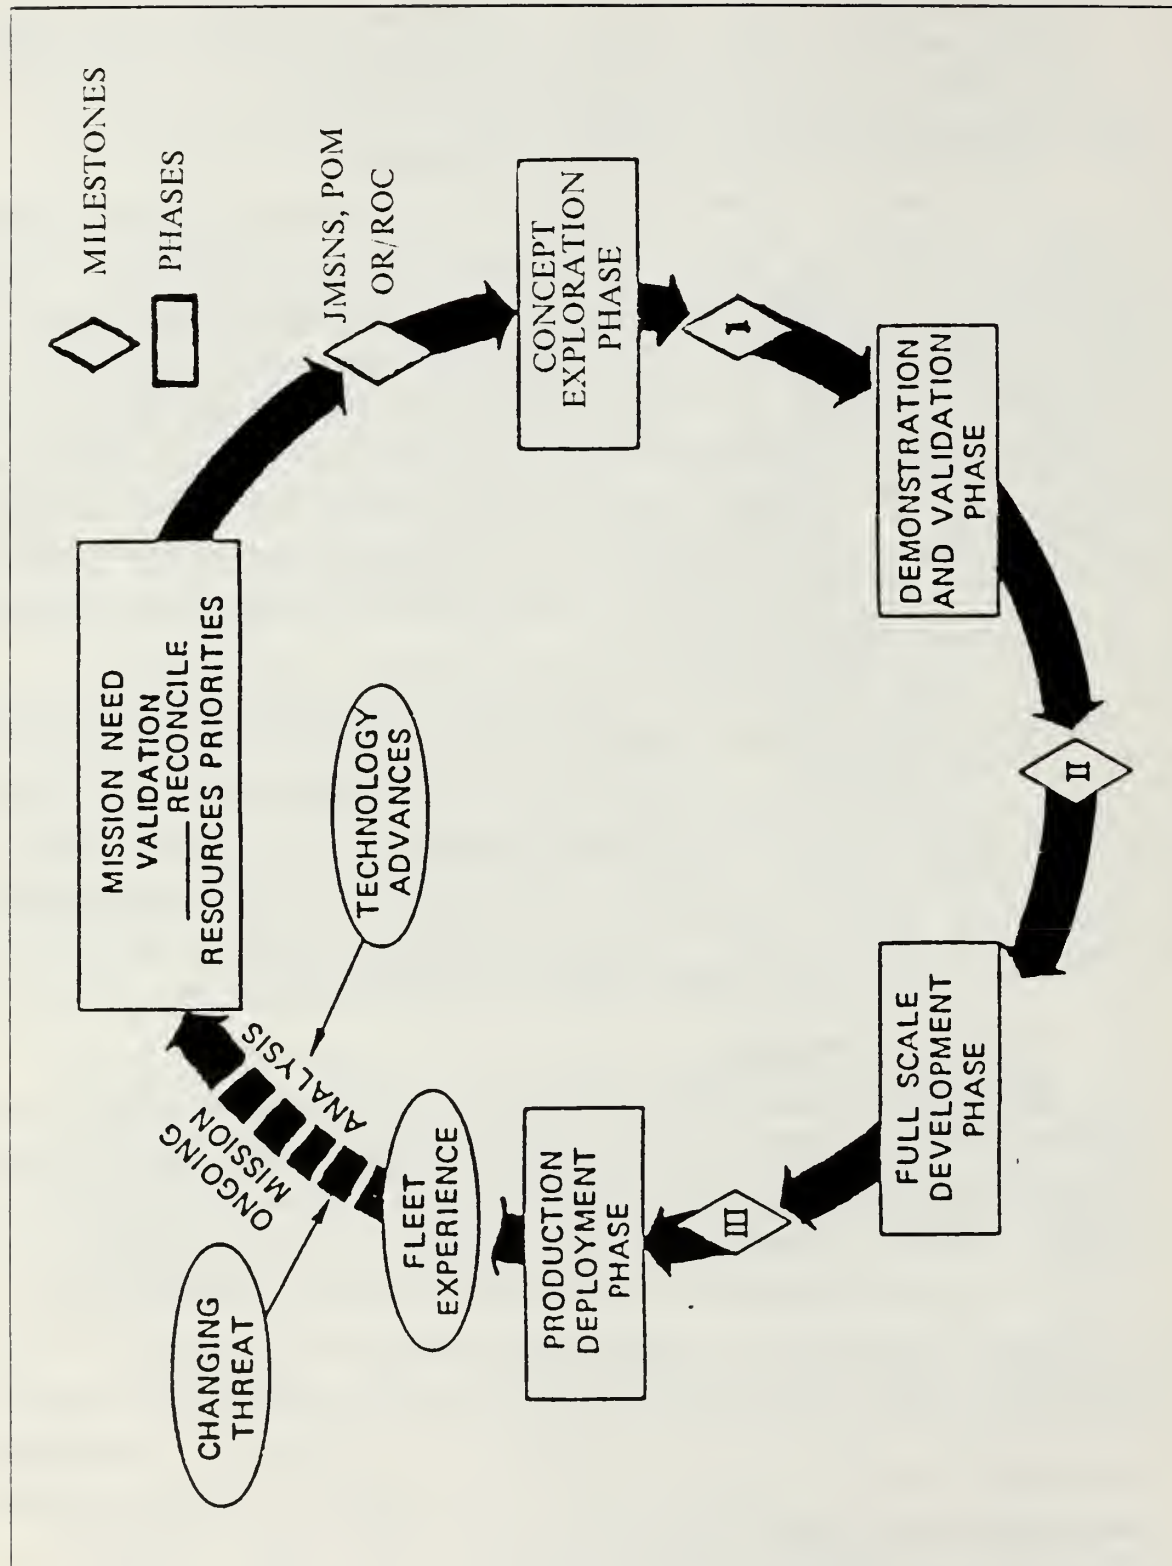 MILESTONES
PHASES
MISSION NEED
VALIDATION
RECONCILE
RESOURCES PRIORITIES
JMSNS, POM
OR/ROC
CONCEPT
EXPLORATION
PHASE
I
DEMONSTRATION
AND VALIDATION
PHASE
II
FULL SCALE
DEVELOPMENT
PHASE
III
PRODUCTION
DEPLOYMENT
PHASE
FLEET
EXPERIENCE
CHANGING
THREAT
ONGOING
MISSION
ANALYSIS
TECHNOLOGY
ADVANCES